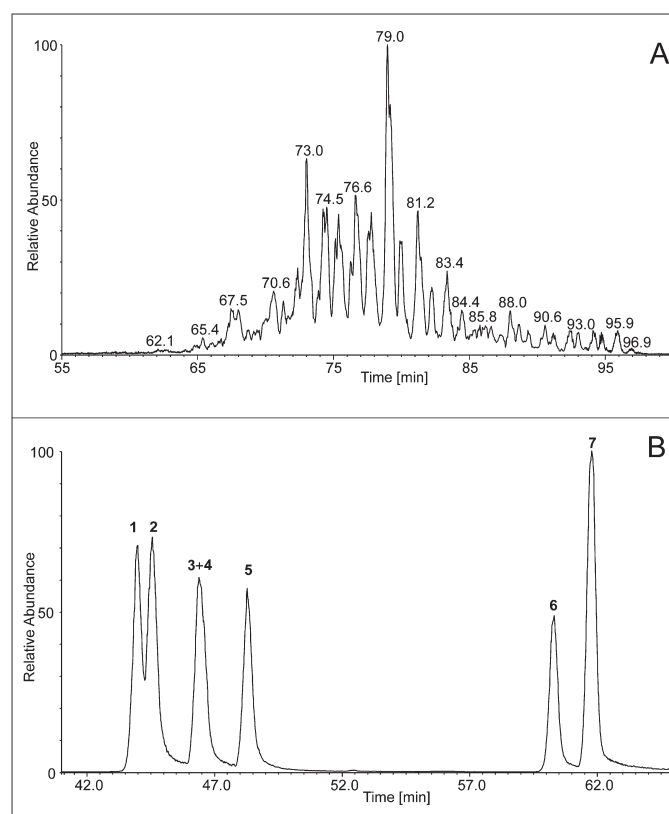 A
Relative Abundance
100
50
0
79.0
73.0
74.5
76.6
81.2
83.4
70.6
67.5
65.4
62.1
84.4
85.8
88.0
90.6
93.0
95.9
96.9
55 65 75 85 95
Time [min]
B
Relative Abundance
100
50
0
1 2 3+4 5 6 7
42.0 47.0 52.0 57.0 62.0
Time [min]